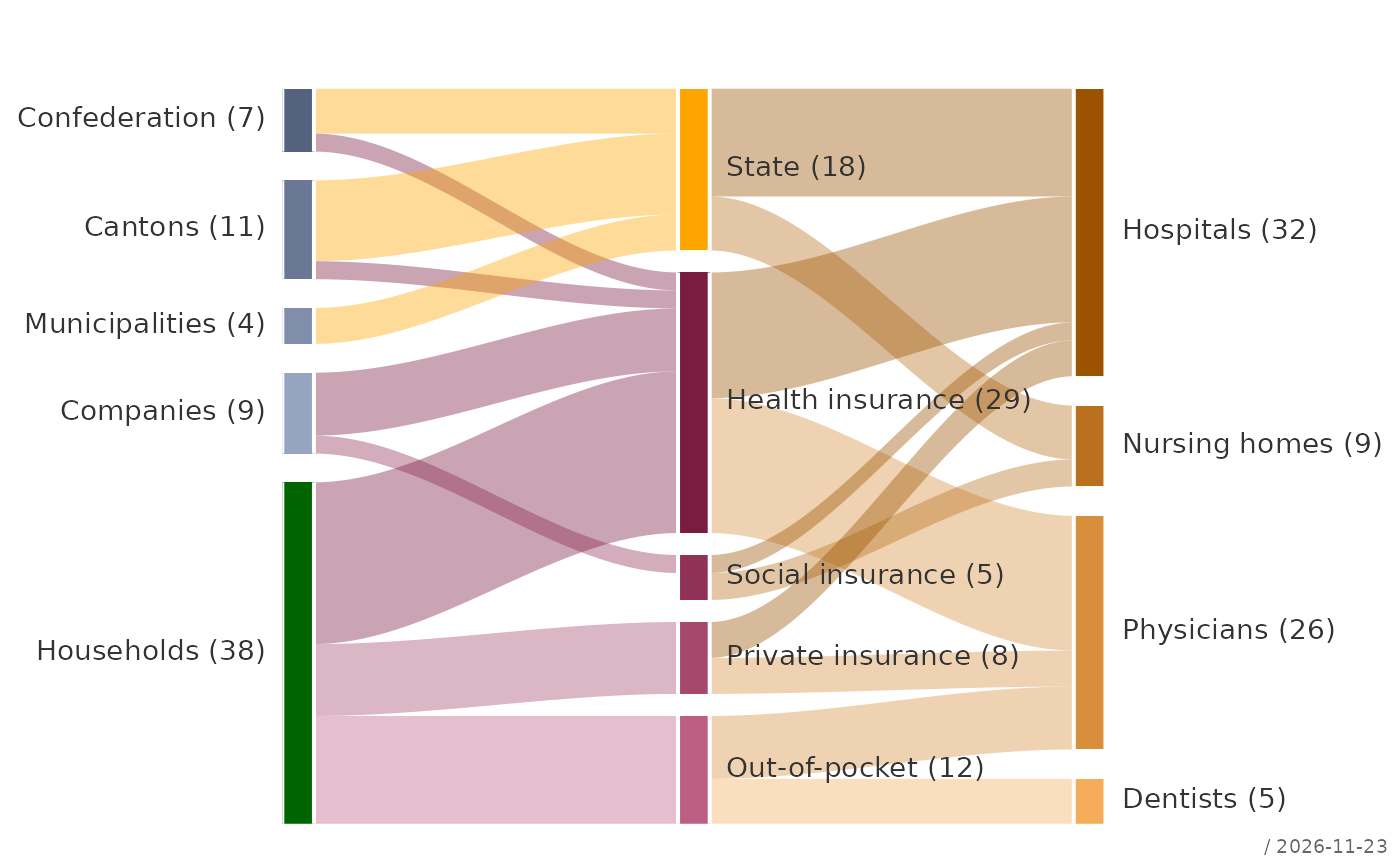 Confederation (7)
Cantons (11)
Municipalities (4)
Companies (9)
Households (38)
State (18)
Health insurance (29)
Social insurance (5)
Private insurance (8)
Out-of-pocket (12)
Hospitals (32)
Nursing homes (9)
Physicians (26)
Dentists (5)
/ 2026-11-23